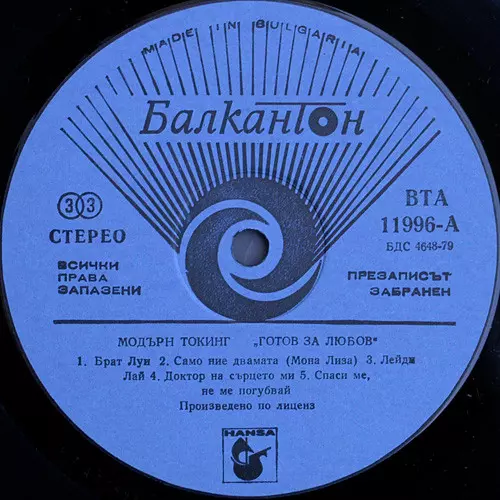 MADE IN BULGARIA
Балкантон
33
СТЕРЕО
ВТА
11996-А
БДС 4648-79
ВСИЧКИ
ПРАВА
ЗАПАЗЕНИ
ПРЕЗАПИСЪТ
ЗАБРАНЕН
МОДЪРН ТОКИНГ „ГОТОВ ЗА ЛЮБОВ"
1. Брат Луи 2. Само ние двамата (Мона Лиза) 3. Лейди
Лай 4. Доктор на сърцето ми 5. Спаси ме,
не ме погубвай
Произведено по лиценз
HANSA